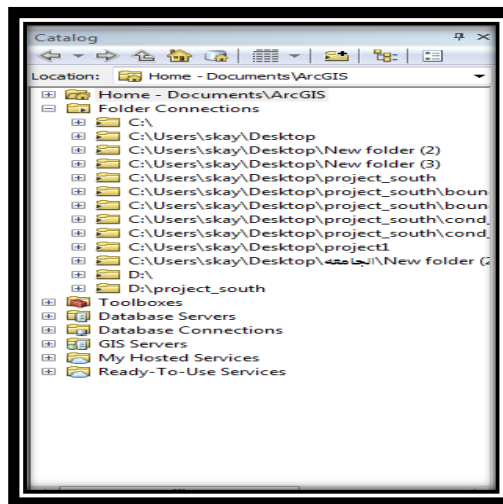 Catalog
Location: Home - Documents\ArcGIS
Home - Documents\ArcGIS
Folder Connections
C:\
C:\Users\skay\Desktop
C:\Users\skay\Desktop\New folder (2)
C:\Users\skay\Desktop\New folder (3)
C:\Users\skay\Desktop\project_south
C:\Users\skay\Desktop\project_south\boun
C:\Users\skay\Desktop\project_south\boun
C:\Users\skay\Desktop\project_south\cond_
C:\Users\skay\Desktop\project_south\cond_
C:\Users\skay\Desktop\project1
C:\Users\skay\Desktop\الجامعه\New folder (2
D:\
D:\project_south
Toolboxes
Database Servers
Database Connections
GIS Servers
My Hosted Services
Ready-To-Use Services